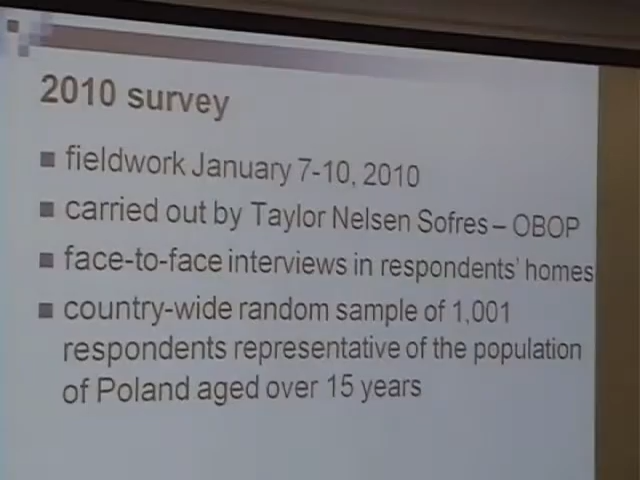 2010 survey
fieldwork January 7-10, 2010
carried out by Taylor Nelsen Sofres – OBOP
face-to-face interviews in respondents' homes
country-wide random sample of 1,001
respondents representative of the population
of Poland aged over 15 years